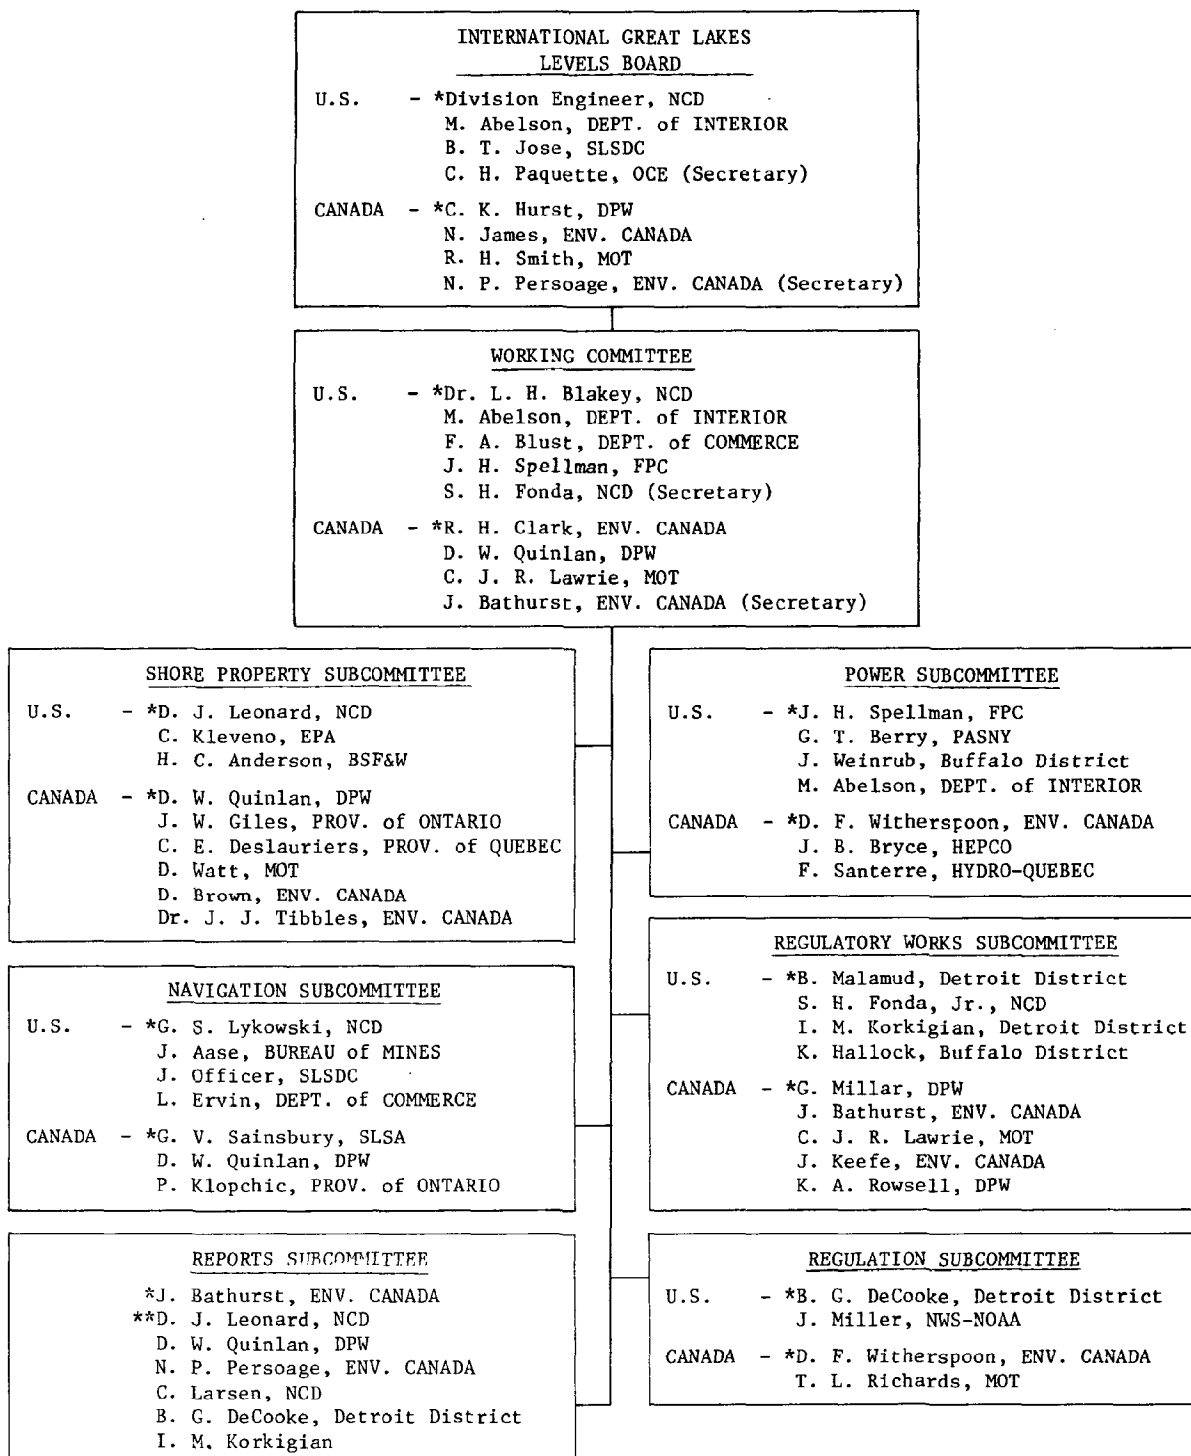 INTERNATIONAL GREAT LAKES
LEVELS BOARD
U.S. - *Division Engineer, NCD
M. Abelson, DEPT. of INTERIOR
B. T. Jose, SLSDC
C. H. Paquette, OCE (Secretary)
CANADA - *C. K. Hurst, DPW
N. James, ENV. CANADA
R. H. Smith, MOT
N. P. Persoage, ENV. CANADA (Secretary)
WORKING COMMITTEE
U.S. - *Dr. L. H. Blakey, NCD
M. Abelson, DEPT. of INTERIOR
F. A. Blust, DEPT. of COMMERCE
J. H. Spellman, FPC
S. H. Fonda, NCD (Secretary)
CANADA - *R. H. Clark, ENV. CANADA
D. W. Quinlan, DPW
C. J. R. Lawrie, MOT
J. Bathurst, ENV. CANADA (Secretary)
SHORE PROPERTY SUBCOMMITTEE
U.S. - *D. J. Leonard, NCD
C. Kleveno, EPA
H. C. Anderson, BSF&W
CANADA - *D. W. Quinlan, DPW
J. W. Giles, PROV. of ONTARIO
C. E. Deslauriers, PROV. of QUEBEC
D. Watt, MOT
D. Brown, ENV. CANADA
Dr. J. J. Tibbles, ENV. CANADA
POWER SUBCOMMITTEE
U.S. - *J. H. Spellman, FPC
G. T. Berry, PASNY
J. Weinrub, Buffalo District
M. Abelson, DEPT. of INTERIOR
CANADA - *D. F. Witherspoon, ENV. CANADA
J. B. Bryce, HEPCO
F. Santerre, HYDRO-QUEBEC
NAVIGATION SUBCOMMITTEE
U.S. - *G. S. Lykowski, NCD
J. Aase, BUREAU of MINES
J. Officer, SLSDC
L. Ervin, DEPT. of COMMERCE
CANADA - *G. V. Sainsbury, SLSA
D. W. Quinlan, DPW
P. Klopchic, PROV. of ONTARIO
REGULATORY WORKS SUBCOMMITTEE
U.S. - *B. Malamud, Detroit District
S. H. Fonda, Jr., NCD
I. M. Korkigian, Detroit District
K. Hallock, Buffalo District
CANADA - *G. Millar, DPW
J. Bathurst, ENV. CANADA
C. J. R. Lawrie, MOT
J. Keefe, ENV. CANADA
K. A. Rowsell, DPW
REPORTS SUBCOMMITTEE
*J. Bathurst, ENV. CANADA
**D. J. Leonard, NCD
D. W. Quinlan, DPW
N. P. Persoage, ENV. CANADA
C. Larsen, NCD
B. G. DeCooke, Detroit District
I. M. Korkigian
REGULATION SUBCOMMITTEE
U.S. - *B. G. DeCooke, Detroit District
J. Miller, NWS-NOAA
CANADA - *D. F. Witherspoon, ENV. CANADA
T. L. Richards, MOT